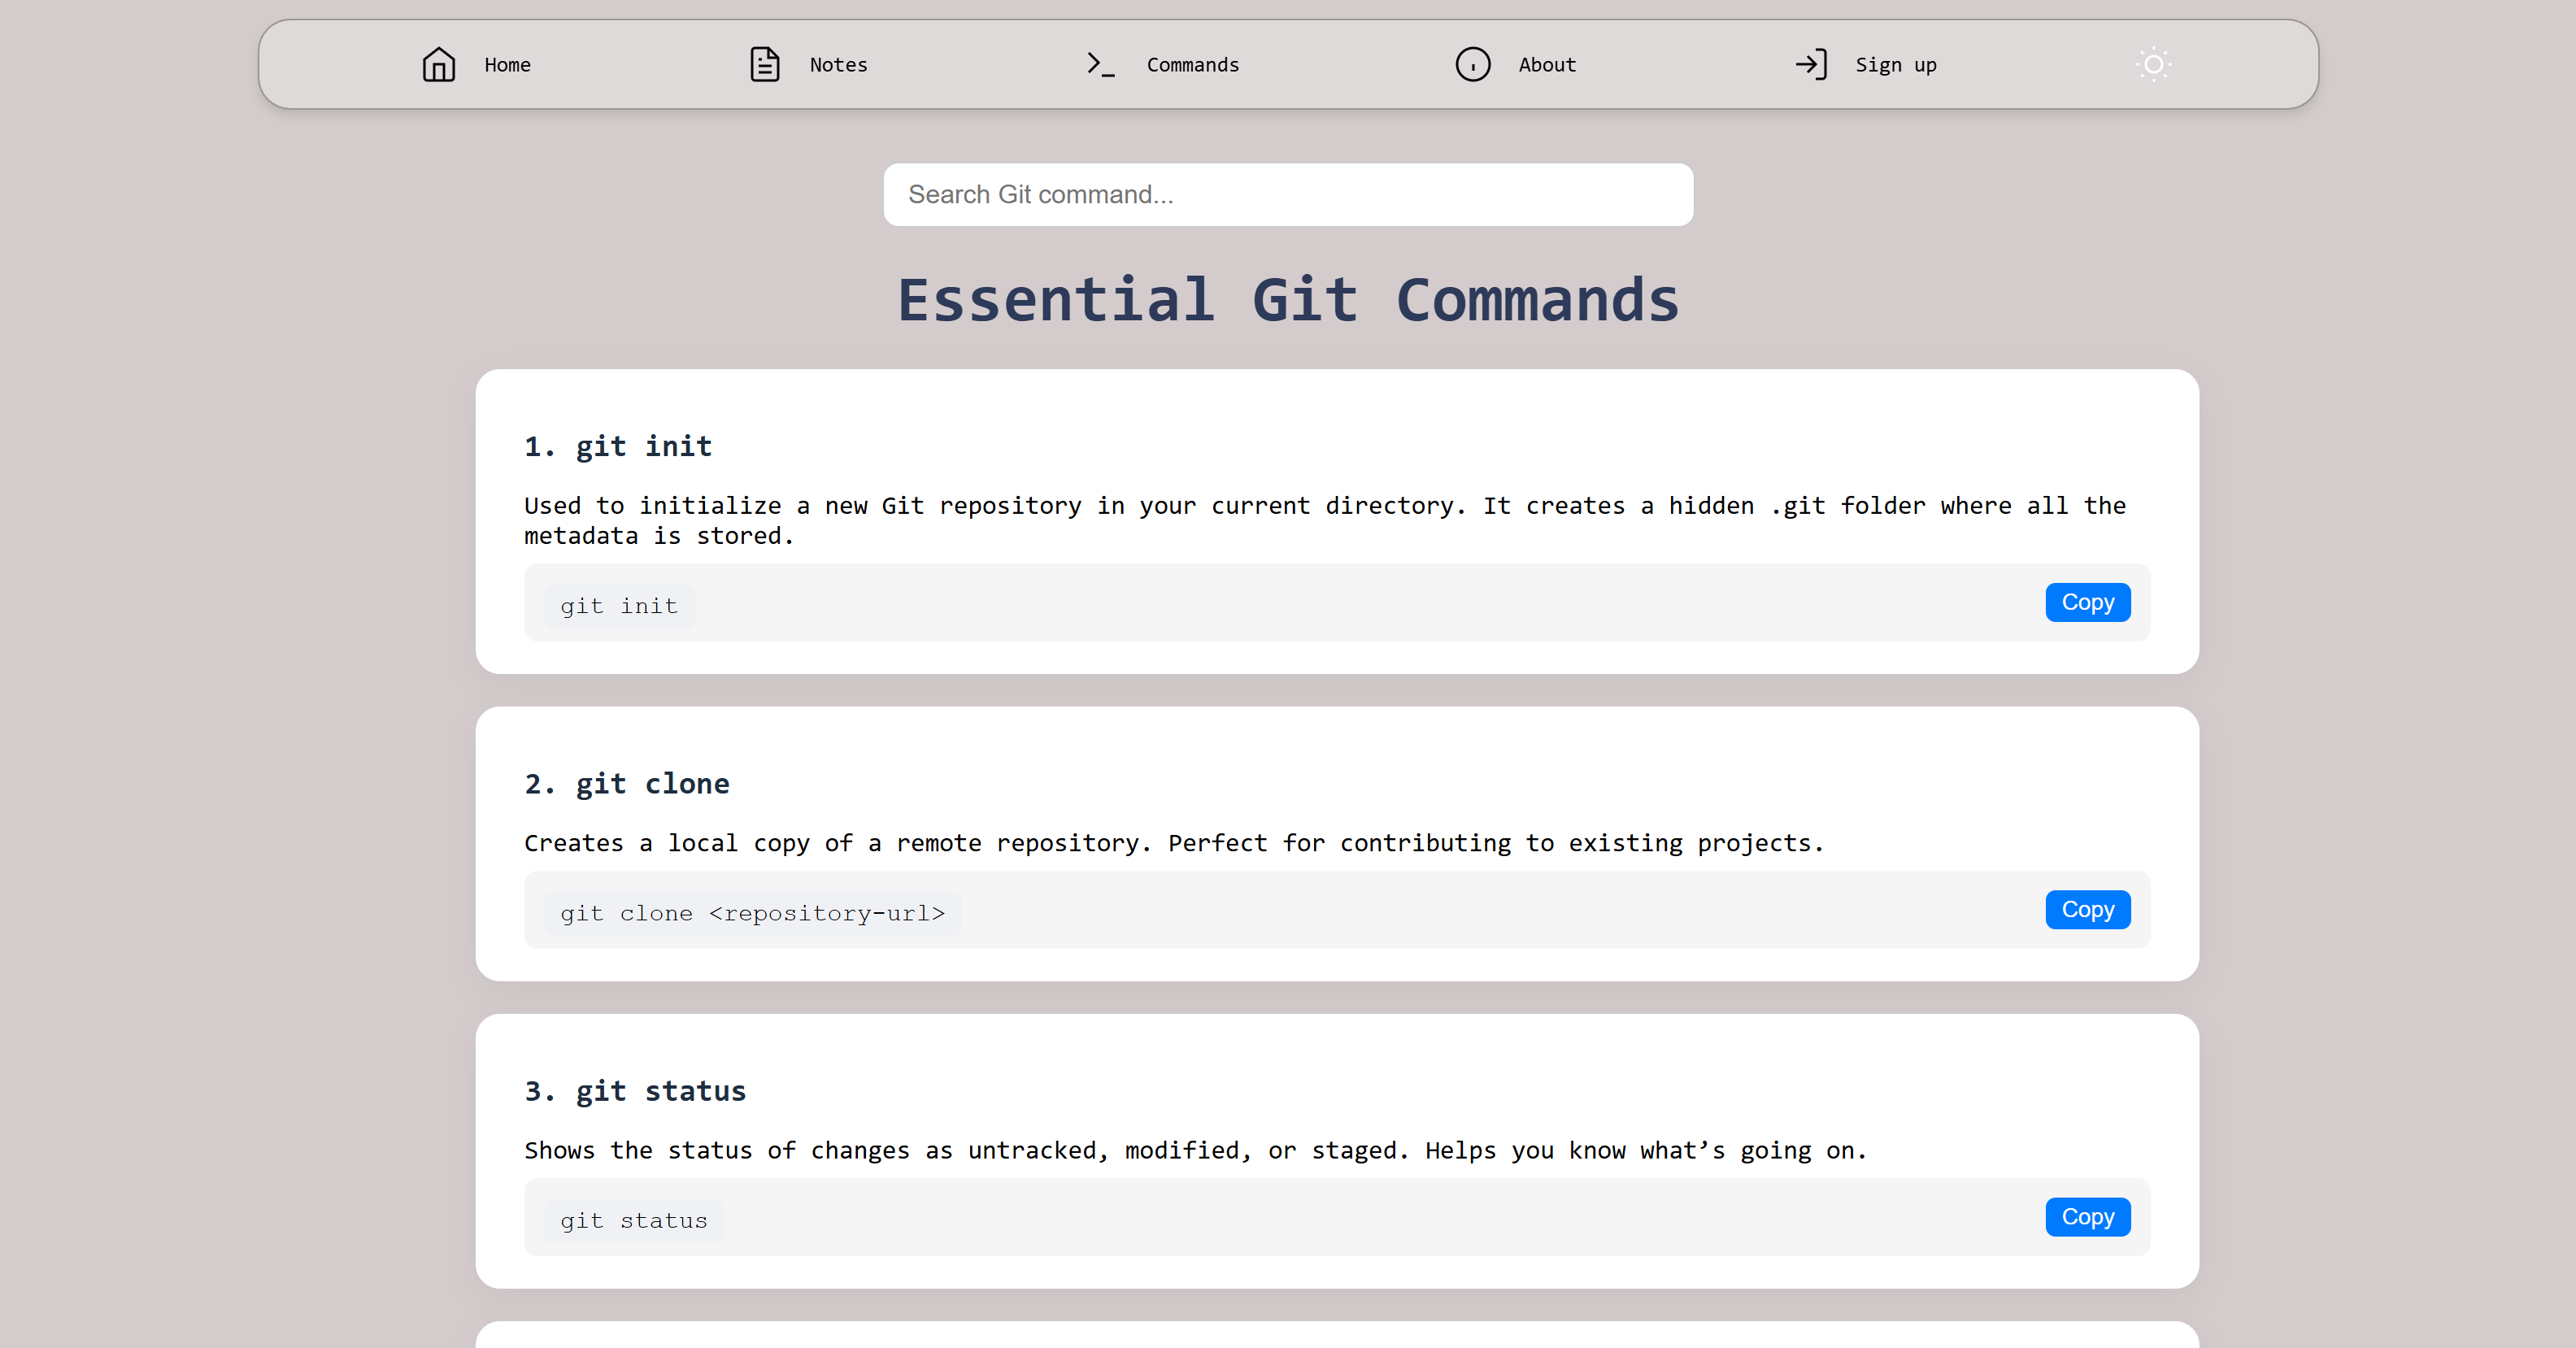 Home Notes Commands About Sign up
Search Git command...
Essential Git Commands
1. git init
Used to initialize a new Git repository in your current directory. It creates a hidden .git folder where all the
metadata is stored.
git init Copy
2. git clone
Creates a local copy of a remote repository. Perfect for contributing to existing projects.
git clone <repository-url> Copy
3. git status
Shows the status of changes as untracked, modified, or staged. Helps you know what’s going on.
git status Copy